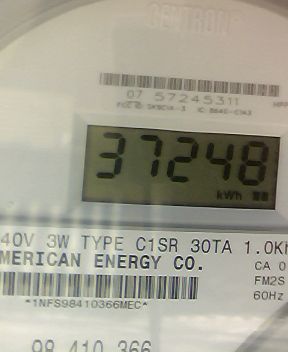 CENTRON
07 57245311
37248
kWh
40V 3W TYPE C1SR 30TA 1.0Kh
MERICAN ENERGY CO.
CA 0
FM2S
*1NFS98410366MEC*
60Hz
98 410 366